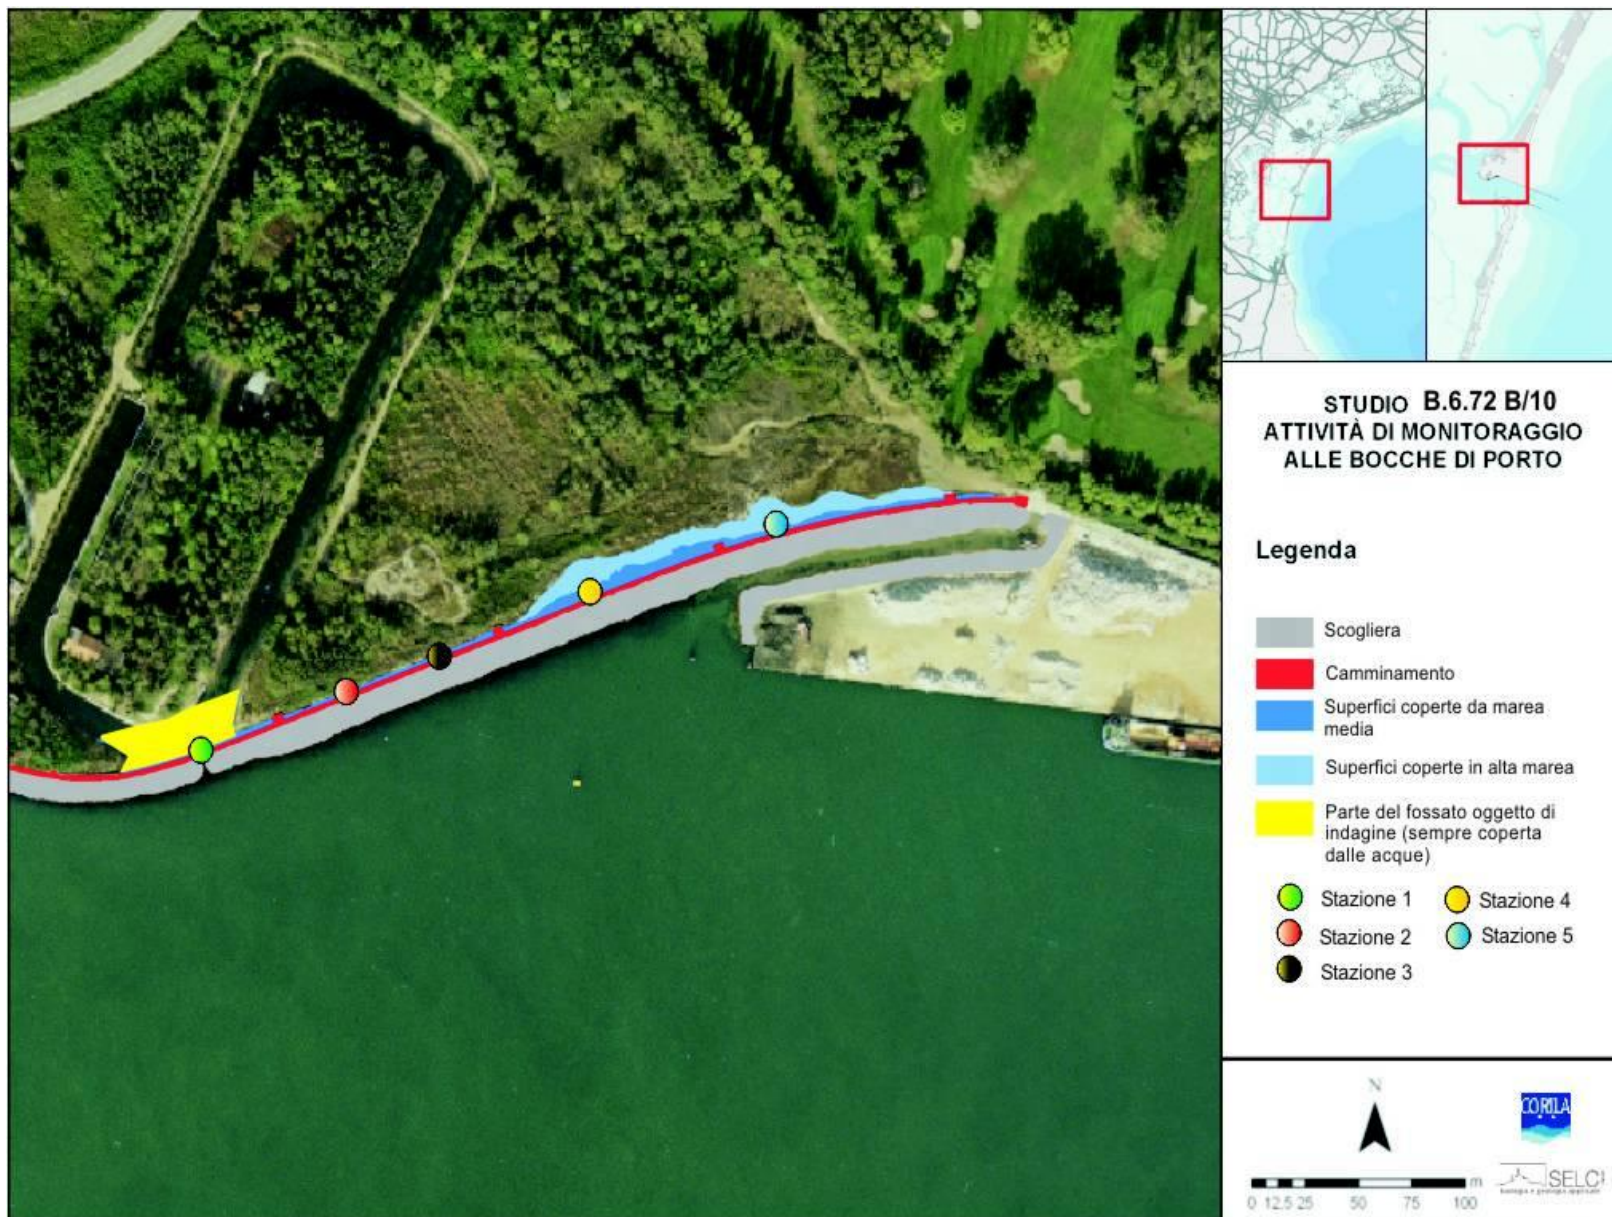 STUDIO B.6.72 B/10
ATTIVITÀ DI MONITORAGGIO
ALLE BOCCHE DI PORTO
Legenda
Scogliera
Camminamento
Superfici coperte da marea
media
Superfici coperte in alta marea
Parte del fossato oggetto di
indagine (sempre coperta
dalle acque)
Stazione 1
Stazione 4
Stazione 2
Stazione 5
Stazione 3
N
CORILA
m
0 12.5 25 50 75 100
SELC